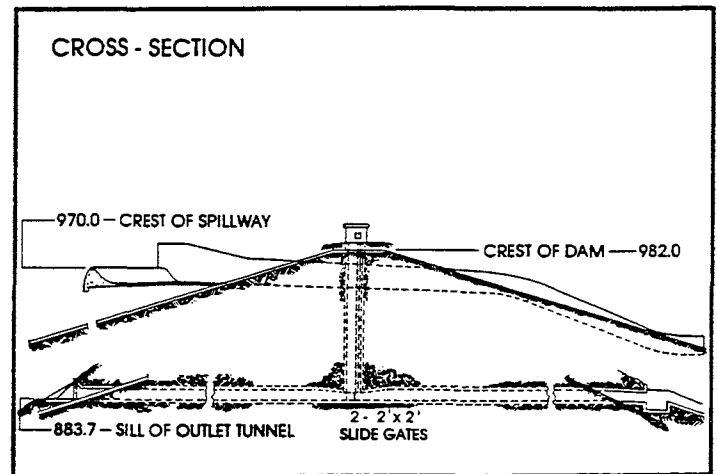 CROSS - SECTION
970.0 - CREST OF SPILLWAY
CREST OF DAM - 982.0
883.7 - SILL OF OUTLET TUNNEL
2 - 2' x 2'
SLIDE GATES